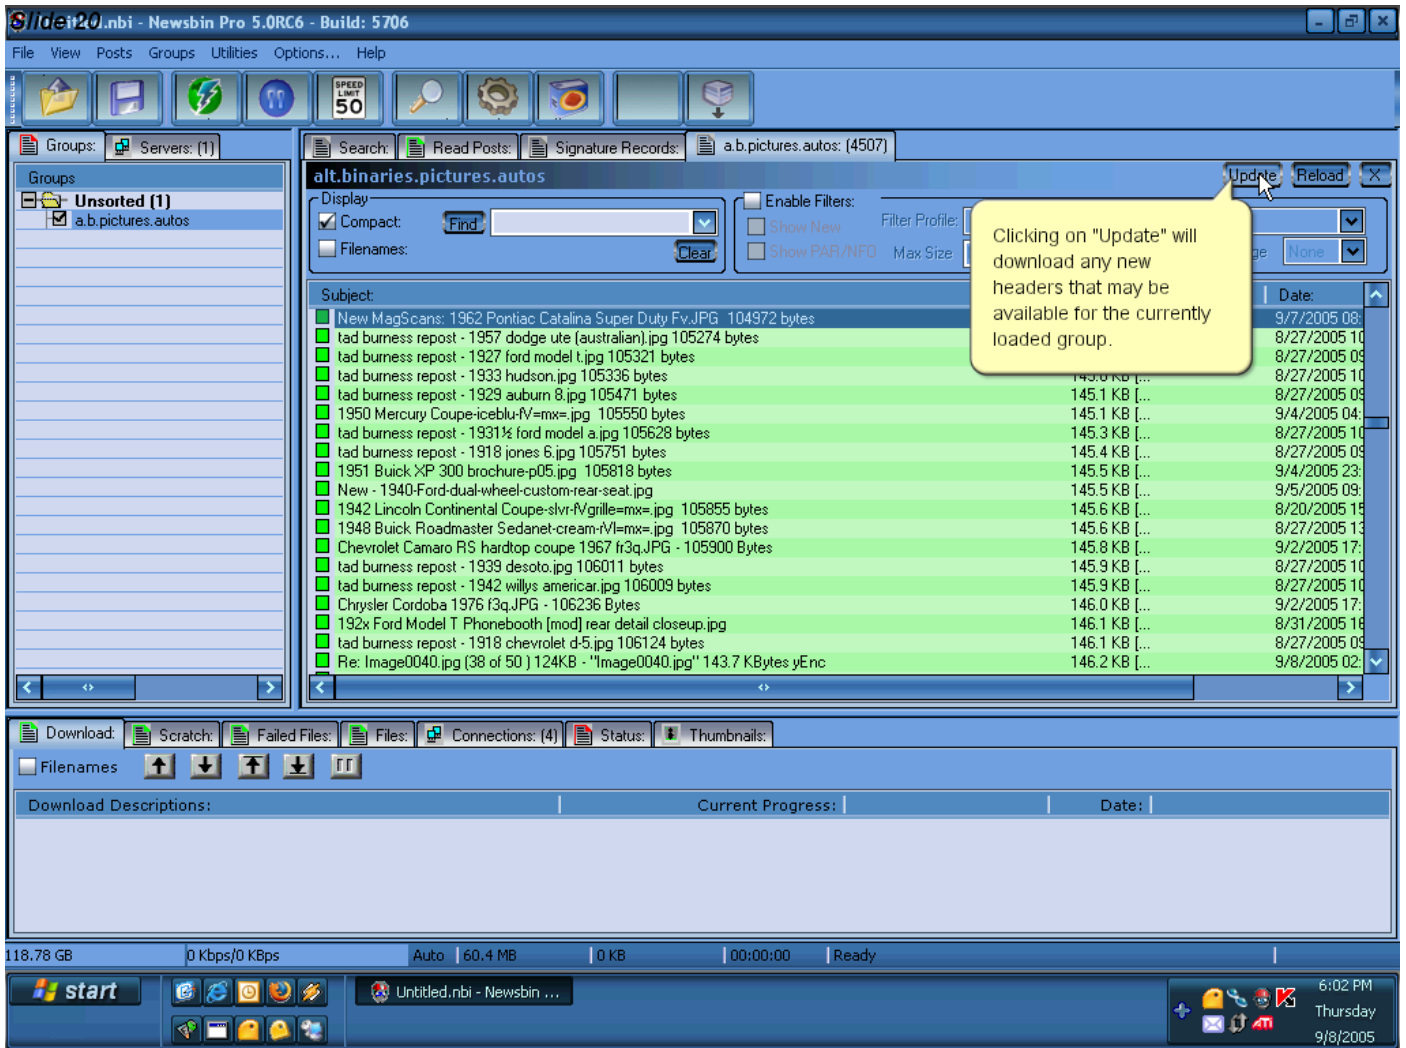 Slide 20
Untitled.nbi - Newsbin Pro 5.0RC6 - Build: 5706
File View Posts Groups Utilities Options... Help
SPEED LIMIT 50
Groups: Servers: (1)
Search: Read Posts: Signature Records: a.b.pictures.autos: (4507)
Groups
Unsorted (1)
a.b.pictures.autos
alt.binaries.pictures.autos
Update Reload X
Display
Compact: Find
Filenames: Clear
Enable Filters:
Show New Filter Profile:
Show PAR/NFO Max Size None
Clicking on "Update" will
download any new
headers that may be
available for the currently
loaded group.
Subject: Date:
New MagScans: 1962 Pontiac Catalina Super Duty Fv.JPG 104972 bytes 9/7/2005 08:
tad burness repost - 1957 dodge ute (australian).jpg 105274 bytes 8/27/2005 10
tad burness repost - 1927 ford model t.jpg 105321 bytes 8/27/2005 09
tad burness repost - 1933 hudson.jpg 105336 bytes 145.0 KB [... 8/27/2005 10
tad burness repost - 1929 auburn 8.jpg 105471 bytes 145.1 KB [... 8/27/2005 09
1950 Mercury Coupe-iceblu-fV=mx=.jpg 105550 bytes 145.1 KB [... 9/4/2005 04:
tad burness repost - 1931½ ford model a.jpg 105628 bytes 145.3 KB [... 8/27/2005 10
tad burness repost - 1918 jones 6.jpg 105751 bytes 145.4 KB [... 8/27/2005 09
1951 Buick XP 300 brochure-p05.jpg 105818 bytes 145.5 KB [... 9/4/2005 23:
New - 1940-Ford-dual-wheel-custom-rear-seat.jpg 145.5 KB [... 9/5/2005 09:
1942 Lincoln Continental Coupe-slvr-fVgrille=mx=.jpg 105855 bytes 145.6 KB [... 8/20/2005 15
1948 Buick Roadmaster Sedanet-cream-rVl=mx=.jpg 105870 bytes 145.6 KB [... 8/27/2005 13
Chevrolet Camaro RS hardtop coupe 1967 fr3q.JPG - 105900 Bytes 145.8 KB [... 9/2/2005 17:
tad burness repost - 1939 desoto.jpg 106011 bytes 145.9 KB [... 8/27/2005 10
tad burness repost - 1942 willys americar.jpg 106009 bytes 145.9 KB [... 8/27/2005 10
Chrysler Cordoba 1976 f3q.JPG - 106236 Bytes 146.0 KB [... 9/2/2005 17:
192x Ford Model T Phonebooth [mod] rear detail closeup.jpg 146.1 KB [... 8/31/2005 16
tad burness repost - 1918 chevrolet d-5.jpg 106124 bytes 146.1 KB [... 8/27/2005 09
Re: Image0040.jpg (38 of 50 ) 124KB - "Image0040.jpg" 143.7 KBytes yEnc 146.2 KB [... 9/8/2005 02:
Download: Scratch: Failed Files: Files: Connections: (4) Status: Thumbnails:
Filenames
Download Descriptions: Current Progress: Date:
118.78 GB 0 Kbps/0 KBps Auto 60.4 MB 0 KB 00:00:00 Ready
start Untitled.nbi - Newsbin ... 6:02 PM
Thursday
9/8/2005
ATI